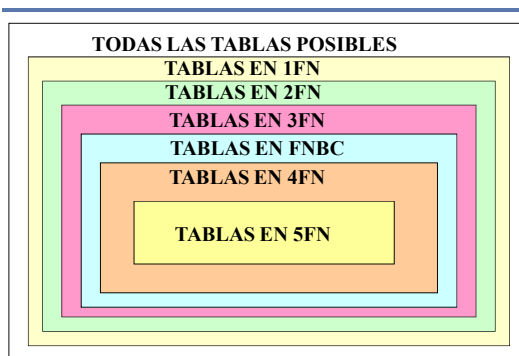 TODAS LAS TABLAS POSIBLES
TABLAS EN 1FN
TABLAS EN 2FN
TABLAS EN 3FN
TABLAS EN FNBC
TABLAS EN 4FN
TABLAS EN 5FN